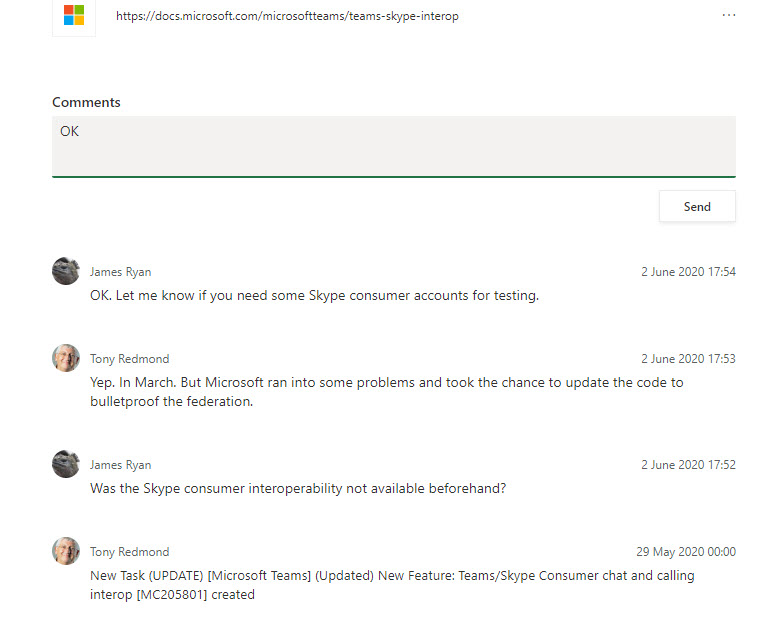 https://docs.microsoft.com/microsoftteams/teams-skype-interop
Comments
OK
Send
James Ryan 2 June 2020 17:54
OK. Let me know if you need some Skype consumer accounts for testing.
Tony Redmond 2 June 2020 17:53
Yep. In March. But Microsoft ran into some problems and took the chance to update the code to
bulletproof the federation.
James Ryan 2 June 2020 17:52
Was the Skype consumer interoperability not available beforehand?
Tony Redmond 29 May 2020 00:00
New Task (UPDATE) [Microsoft Teams] (Updated) New Feature: Teams/Skype Consumer chat and calling
interop [MC205801] created